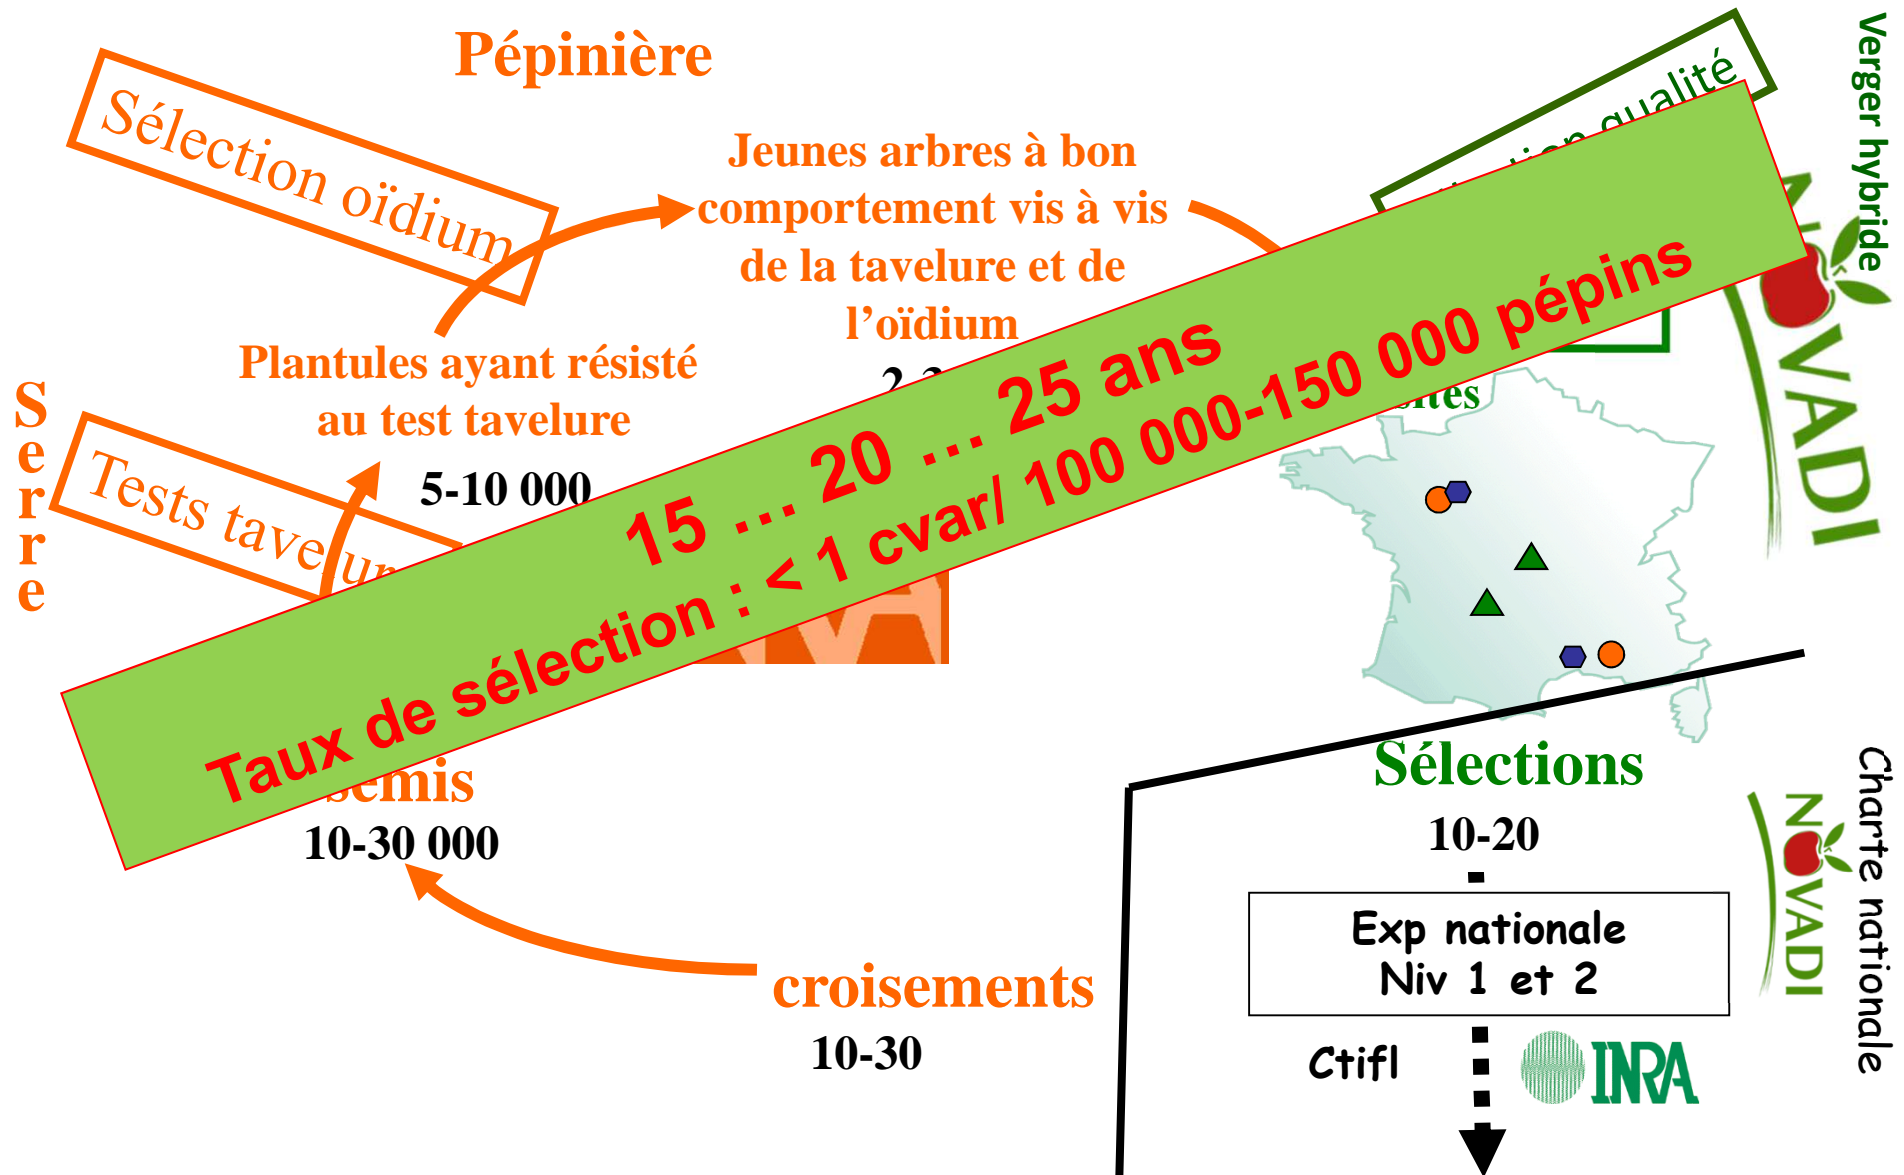 Pépinière
Sélection oïdium
Jeunes arbres à bon
comportement vis à vis
de la tavelure et de
l’oïdium
qualité
Verger hybride
NOVADI
Plantules ayant résisté
au test tavelure
5-10 000
Serre
Tests tavelur
15 … 20 … 25 ans
Taux de sélection : < 1 cvar/ 100 000-150 000 pépins
semis
10-30 000
croisements
10-30
Sélections
10-20
Exp nationale
Niv 1 et 2
Ctifl
INRA
NOVADI
Charte nationale